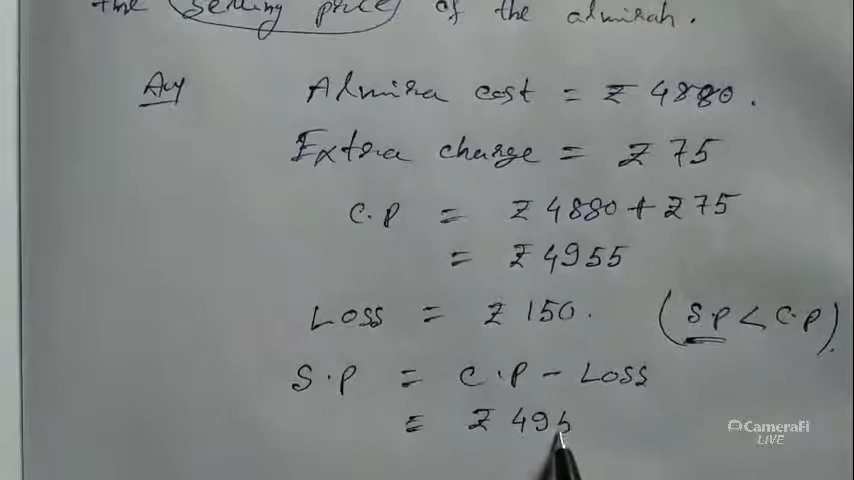 the selling price of the almirah.
Ans
Almira cost = ₹ 4880.
Extra charge = ₹ 75
C.P = ₹ 4880 + ₹ 75
= ₹ 4955
Loss = ₹ 150. (S.P < C.P).
S.P = C.P - Loss
= ₹ 495
CameraFi
LIVE